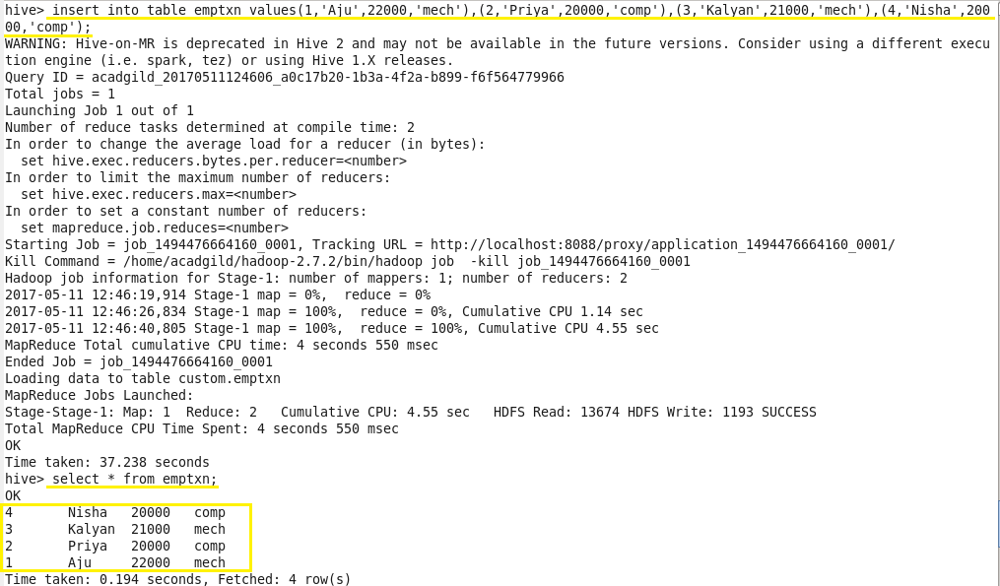 hive> insert into table emptxn values(1,'Aju',22000,'mech'),(2,'Priya',20000,'comp'),(3,'Kalyan',21000,'mech'),(4,'Nisha',200
00,'comp');
WARNING: Hive-on-MR is deprecated in Hive 2 and may not be available in the future versions. Consider using a different execu
tion engine (i.e. spark, tez) or using Hive 1.X releases.
Query ID = acadgild_20170511124606_a0c17b20-1b3a-4f2a-b899-f6f564779966
Total jobs = 1
Launching Job 1 out of 1
Number of reduce tasks determined at compile time: 2
In order to change the average load for a reducer (in bytes):
  set hive.exec.reducers.bytes.per.reducer=<number>
In order to limit the maximum number of reducers:
  set hive.exec.reducers.max=<number>
In order to set a constant number of reducers:
  set mapreduce.job.reduces=<number>
Starting Job = job_1494476664160_0001, Tracking URL = http://localhost:8088/proxy/application_1494476664160_0001/
Kill Command = /home/acadgild/hadoop-2.7.2/bin/hadoop job  -kill job_1494476664160_0001
Hadoop job information for Stage-1: number of mappers: 1; number of reducers: 2
2017-05-11 12:46:19,914 Stage-1 map = 0%,  reduce = 0%
2017-05-11 12:46:26,834 Stage-1 map = 100%,  reduce = 0%, Cumulative CPU 1.14 sec
2017-05-11 12:46:40,805 Stage-1 map = 100%,  reduce = 100%, Cumulative CPU 4.55 sec
MapReduce Total cumulative CPU time: 4 seconds 550 msec
Ended Job = job_1494476664160_0001
Loading data to table custom.emptxn
MapReduce Jobs Launched:
Stage-Stage-1: Map: 1  Reduce: 2   Cumulative CPU: 4.55 sec   HDFS Read: 13674 HDFS Write: 1193 SUCCESS
Total MapReduce CPU Time Spent: 4 seconds 550 msec
OK
Time taken: 37.238 seconds
hive> select * from emptxn;
OK
4       Nisha   20000   comp
3       Kalyan  21000   mech
2       Priya   20000   comp
1       Aju     22000   mech
Time taken: 0.194 seconds, Fetched: 4 row(s)